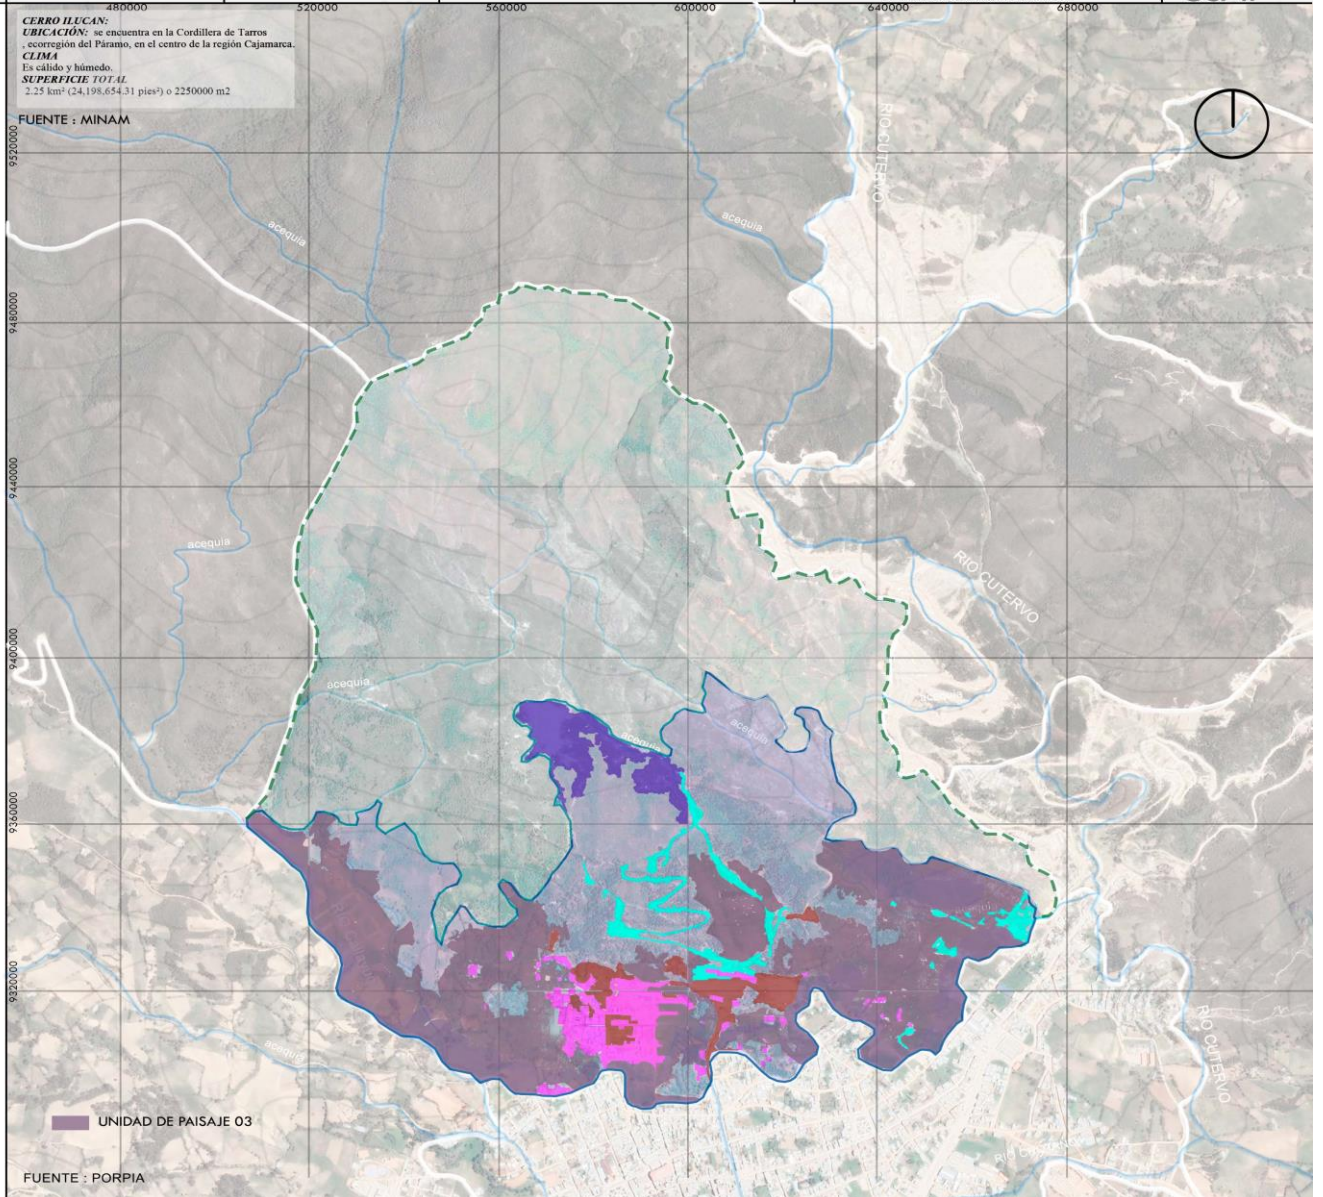 480000 520000 560000 600000 640000 680000
CERRO ILUCAN:
UBICACIÓN: se encuentra en la Cordillera de Tarros
, ecorregión del Páramo, en el centro de la región Cajamarca.
CLIMA
Es cálido y húmedo.
SUPERFICIE TOTAL
2.25 km² (24,198,654.31 pies²) o 2250000 m2
FUENTE : MINAM
9520000
RIO CUTERVO
acequia
acequia
9480000
9440000
acequia
RIO CUTERVO
9400000
acequia
acequia
acequia
9360000
9320000
acequia
RIO CUTERVO
UNIDAD DE PAISAJE 03
FUENTE : PORPIA